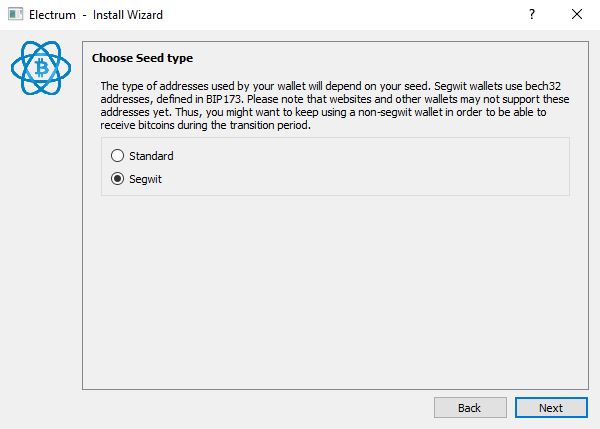 Electrum - Install Wizard
Choose Seed type
The type of addresses used by your wallet will depend on your seed. Segwit wallets use bech32
addresses, defined in BIP173. Please note that websites and other wallets may not support these
addresses yet. Thus, you might want to keep using a non-segwit wallet in order to be able to
receive bitcoins during the transition period.
Standard
Segwit
Back
Next